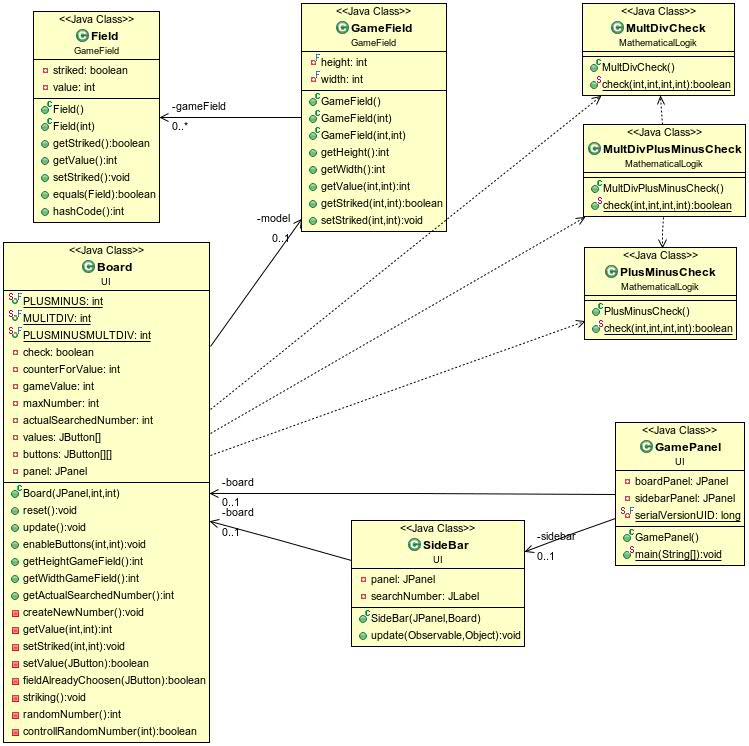 <<Java Class>>
Field
GameField
striked: boolean
value: int
Field()
Field(int)
getStriked():boolean
getValue():int
setStriked():void
equals(Field):boolean
hashCode():int
-gameField
0..*
<<Java Class>>
GameField
GameField
height: int
width: int
GameField()
GameField(int)
GameField(int,int)
getHeight():int
getWidth():int
getValue(int,int):int
getStriked(int,int):boolean
setStriked(int,int):void
<<Java Class>>
MultDivCheck
MathematicalLogik
MultDivCheck()
check(int,int,int,int):boolean
<<Java Class>>
MultDivPlusMinusCheck
MathematicalLogik
MultDivPlusMinusCheck()
check(int,int,int,int):boolean
<<Java Class>>
PlusMinusCheck
MathematicalLogik
PlusMinusCheck()
check(int,int,int,int):boolean
-model
0..1
<<Java Class>>
Board
UI
PLUSMINUS: int
MULITDIV: int
PLUSMINUSMULTDIV: int
check: boolean
counterForValue: int
gameValue: int
maxNumber: int
actualSearchedNumber: int
values: JButton[]
buttons: JButton[][]
panel: JPanel
Board(JPanel,int,int)
reset():void
update():void
enableButtons(int,int):void
getHeightGameField():int
getWidthGameField():int
getActualSearchedNumber():int
createNewNumber():void
getValue(int,int):int
setStriked(int,int):void
setValue(JButton):boolean
fieldAlreadyChoosen(JButton):boolean
striking():void
randomNumber():int
controllRandomNumber(int):boolean
-board
0..1
-board
0..1
<<Java Class>>
SideBar
UI
panel: JPanel
searchNumber: JLabel
SideBar(JPanel,Board)
update(Observable,Object):void
-sidebar
0..1
<<Java Class>>
GamePanel
UI
boardPanel: JPanel
sidebarPanel: JPanel
serialVersionUID: long
GamePanel()
main(String[]):void